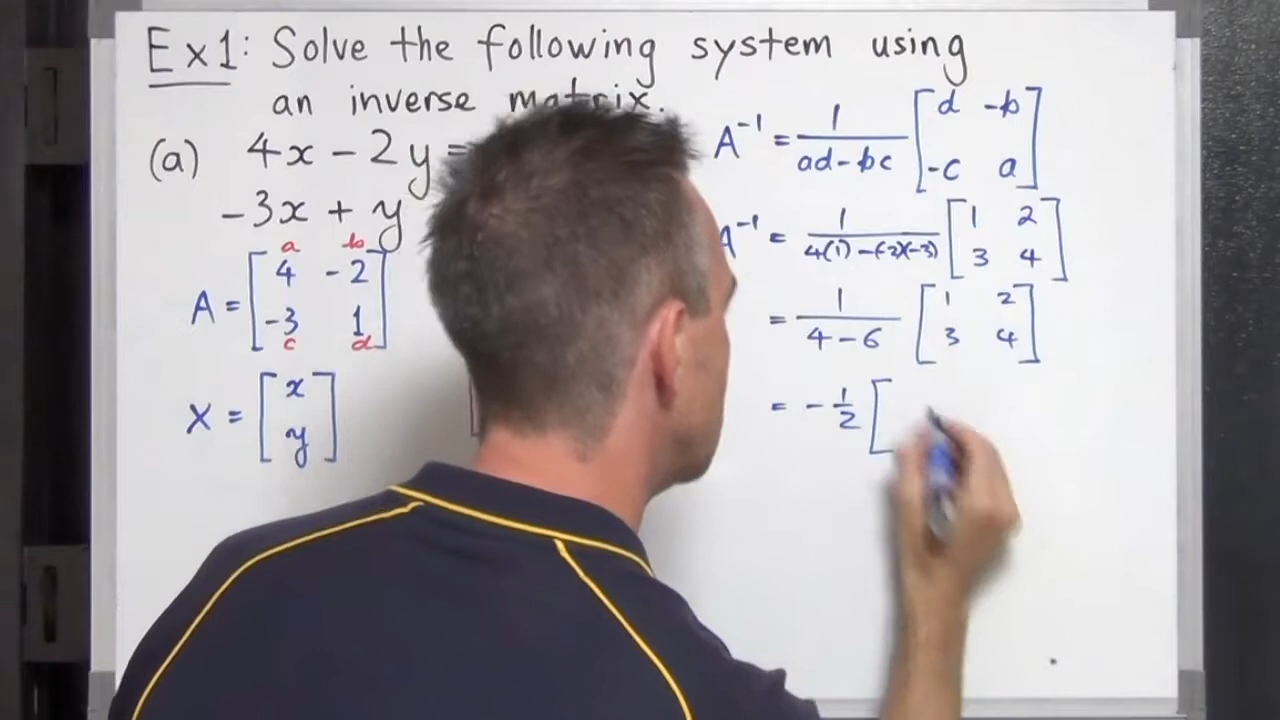 Ex1: Solve the following system using
an inverse matrix.
(a) 4x - 2y =
-3x + y
a b
A = [4 -2
-3 1]
c d
X = [x
y]
A⁻¹ = 1/(ad-bc) [d -b
-c a]
A⁻¹ = 1/(4(1)-(-2)(-3)) [1 2
3 4]
= 1/(4-6) [1 2
3 4]
= -1/2 [